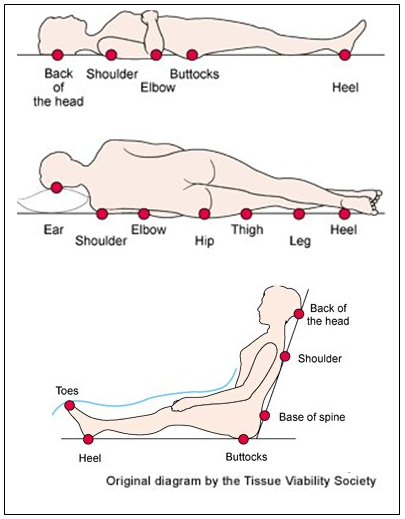 Back
of
the head
Shoulder
Elbow
Buttocks
Heel
Ear
Shoulder
Elbow
Hip
Thigh
Leg
Heel
Back of
the head
Shoulder
Toes
Base of spine
Heel
Buttocks
Original diagram by the Tissue Viability Society